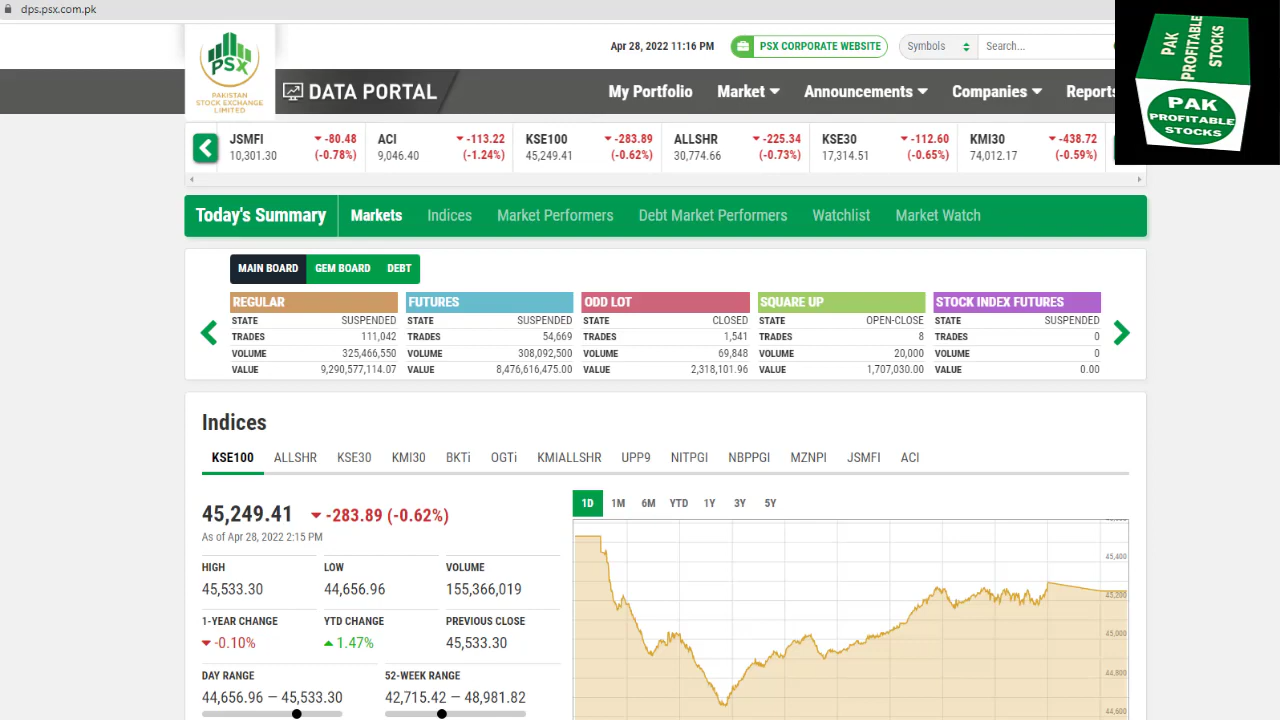 dps.psx.com.pk
PAK PROFITABLE STOCKS
PAK
PROFITABLE
STOCKS
PSX
PAKISTAN
STOCK EXCHANGE
LIMITED
Apr 28, 2022 11:16 PM
PSX CORPORATE WEBSITE
Symbols
Search...
DATA PORTAL
My Portfolio Market Announcements Companies Reports
JSMFI -80.48 ACI -113.22 KSE100 -283.89 ALLSHR -225.34 KSE30 -112.60 KMI30 -438.72
10,301.30 (-0.78%) 9,046.40 (-1.24%) 45,249.41 (-0.62%) 30,774.66 (-0.73%) 17,314.51 (-0.65%) 74,012.17 (-0.59%)
Today's Summary Markets Indices Market Performers Debt Market Performers Watchlist Market Watch
MAIN BOARD GEM BOARD DEBT
REGULAR FUTURES ODD LOT SQUARE UP STOCK INDEX FUTURES
STATE SUSPENDED STATE SUSPENDED STATE CLOSED STATE OPEN-CLOSE STATE SUSPENDED
TRADES 111,042 TRADES 54,669 TRADES 1,541 TRADES 8 TRADES 0
VOLUME 325,466,550 VOLUME 308,092,500 VOLUME 69,848 VOLUME 20,000 VOLUME 0
VALUE 9,290,577,114.07 VALUE 8,476,616,475.00 VALUE 2,318,101.96 VALUE 1,707,030.00 VALUE 0.00
Indices
KSE100 ALLSHR KSE30 KMI30 BKTi OGTi KMIALLSHR UPP9 NITPGI NBPPGI MZNPI JSMFI ACI
45,249.41 -283.89 (-0.62%)
As of Apr 28, 2022 2:15 PM
HIGH LOW VOLUME
45,533.30 44,656.96 155,366,019
1-YEAR CHANGE YTD CHANGE PREVIOUS CLOSE
-0.10% 1.47% 45,533.30
DAY RANGE 52-WEEK RANGE
44,656.96 — 45,533.30 42,715.42 — 48,981.82
1D 1M 6M YTD 1Y 3Y 5Y
45,400
45,200
45,000
44,800
44,600